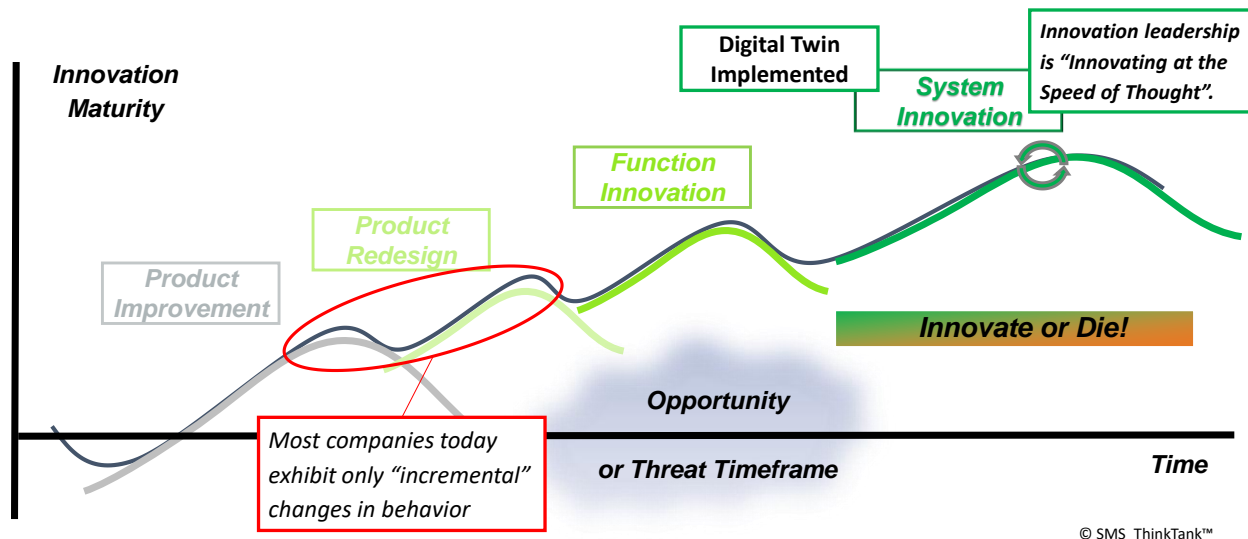 Innovation
Maturity
Product
Improvement
Product
Redesign
Function
Innovation
Digital Twin
Implemented
System
Innovation
Innovation leadership
is “Innovating at the
Speed of Thought”.
Innovate or Die!
Most companies today
exhibit only “incremental”
changes in behavior
Opportunity
or Threat Timeframe
Time
© SMS_ThinkTank™